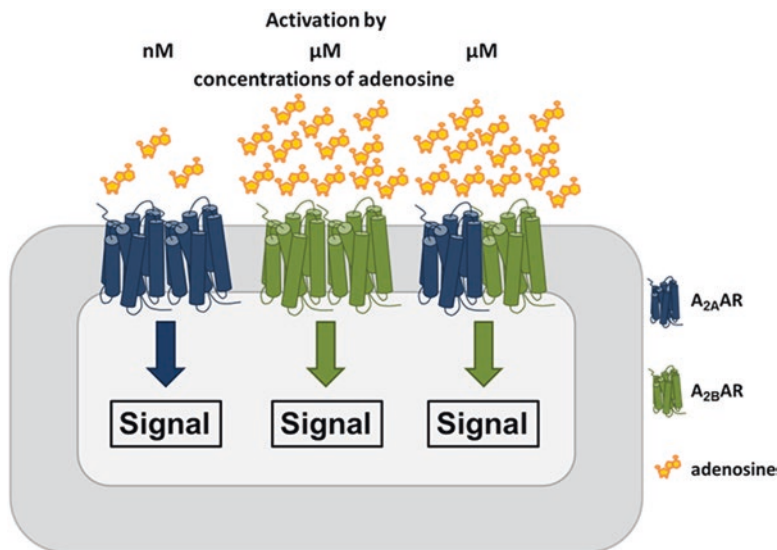 Activation by
nM μM μM
concentrations of adenosine
A2AAR
A2BAR
adenosine
Signal Signal Signal